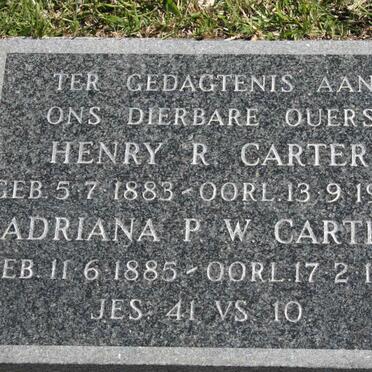 TER GEDAGTENIS AAN
ONS DIERBARE OUERS
HENRY R CARTER
GEB. 5·7·1883–OORL. 13·9·19
ADRIANA P. W. CARTE
EB. 11·6·1885–OORL. 17·2·1
JES: 41 VS 10